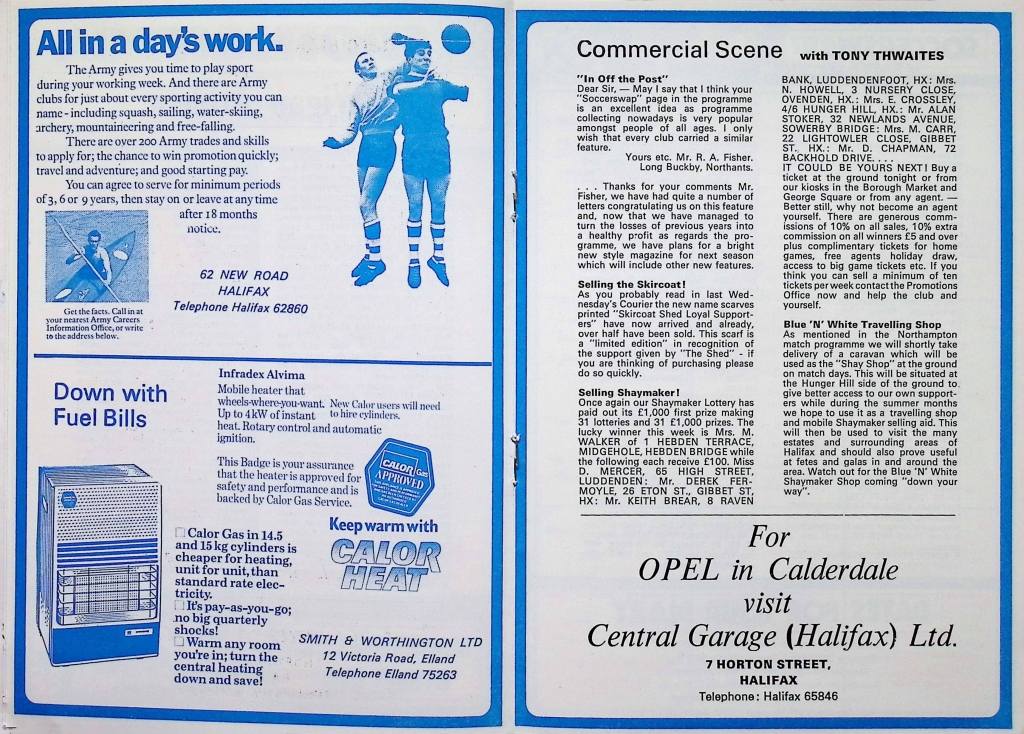 All in a day's work.
The Army gives you time to play sport
during your working week. And there are Army
clubs for just about every sporting activity you can
name - including squash, sailing, water-skiing,
archery, mountaineering and free-falling.
There are over 200 Army trades and skills
to apply for; the chance to win promotion quickly;
travel and adventure; and good starting pay.
You can agree to serve for minimum periods
of 3, 6 or 9 years, then stay on or leave at any time
after 18 months
notice.
62 NEW ROAD
HALIFAX
Telephone Halifax 62860
Get the facts. Call in at
your nearest Army Careers
Information Office, or write
to the address below.
Down with
Fuel Bills
Infradex Alvima
Mobile heater that
wheels-where-you-want.
Up to 4kW of instant
heat. Rotary control and automatic
ignition.
New Calor users will need
to hire cylinders.
This Badge is your assurance
that the heater is approved for
safety and performance and is
backed by Calor Gas Service.
CALOR Gas
APPROVED
Keep warm with
CALOR
HEAT
Calor Gas in 14.5
and 15 kg cylinders is
cheaper for heating,
unit for unit, than
standard rate elec-
tricity.
It's pay-as-you-go;
no big quarterly
shocks!
Warm any room
you're in; turn the
central heating
down and save!
SMITH & WORTHINGTON LTD
12 Victoria Road, Elland
Telephone Elland 75263
Commercial Scene with TONY THWAITES
"In Off the Post"
Dear Sir, — May I say that I think your
"Soccerswap" page in the programme
is an excellent idea as programme
collecting nowadays is very popular
amongst people of all ages. I only
wish that every club carried a similar
feature.
Yours etc. Mr. R. A. Fisher.
Long Buckby, Northants.
. . . Thanks for your comments Mr.
Fisher, we have had quite a number of
letters congratulating us on this feature
and, now that we have managed to
turn the losses of previous years into
a healthy profit as regards the pro-
gramme, we have plans for a bright
new style magazine for next season
which will include other new features.
Selling the Skircoat!
As you probably read in last Wed-
nesday's Courier the new name scarves
printed "Skircoat Shed Loyal Support-
ers" have now arrived and already,
over half have been sold. This scarf is
a "limited edition" in recognition of
the support given by "The Shed" - if
you are thinking of purchasing please
do so quickly.
Selling Shaymaker!
Once again our Shaymaker Lottery has
paid out its £1,000 first prize making
31 lotteries and 31 £1,000 prizes. The
lucky winner this week is Mrs. M.
WALKER of 1 HEBDEN TERRACE,
MIDGEHOLE, HEBDEN BRIDGE while
the following each receive £100. Miss
D. MERCER, 65 HIGH STREET,
LUDDENDEN: Mr. DEREK FER-
MOYLE, 26 ETON ST., GIBBET ST,
HX: Mr. KEITH BREAR, 8 RAVEN
BANK, LUDDENDENFOOT, HX: Mrs.
N. HOWELL, 3 NURSERY CLOSE,
OVENDEN, HX.: Mrs. E. CROSSLEY,
4/6 HUNGER HILL, HX.: Mr. ALAN
STOKER, 32 NEWLANDS AVENUE,
SOWERBY BRIDGE: Mrs. M. CARR,
22 LIGHTOWLER CLOSE, GIBBET
ST. HX.: Mr. D. CHAPMAN, 72
BACKHOLD DRIVE. . . .
IT COULD BE YOURS NEXT! Buy a
ticket at the ground tonight or from
our kiosks in the Borough Market and
George Square or from any agent. —
Better still, why not become an agent
yourself. There are generous comm-
issions of 10% on all sales, 10% extra
commission on all winners £5 and over
plus complimentary tickets for home
games, free agents holiday draw,
access to big game tickets etc. If you
think you can sell a minimum of ten
tickets per week contact the Promotions
Office now and help the club and
yourself.
Blue 'N' White Travelling Shop
As mentioned in the Northampton
match programme we will shortly take
delivery of a caravan which will be
used as the "Shay Shop" at the ground
on match days. This will be situated at
the Hunger Hill side of the ground to
give better access to our own support-
ers while during the summer months
we hope to use it as a travelling shop
and mobile Shaymaker selling aid. This
will then be used to visit the many
estates and surrounding areas of
Halifax and should also prove useful
at fetes and galas in and around the
area. Watch out for the Blue 'N' White
Shaymaker Shop coming "down your
way".
For
OPEL in Calderdale
visit
Central Garage (Halifax) Ltd.
7 HORTON STREET,
HALIFAX
Telephone: Halifax 65846